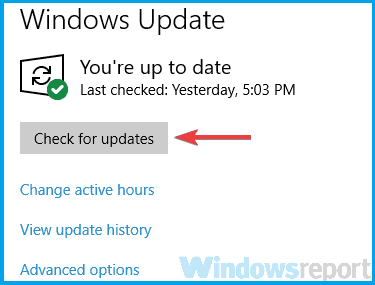 Windows Update
You're up to date
Last checked: Yesterday, 5:03 PM
Check for updates
Change active hours
View update history
Advanced options
Windowsreport